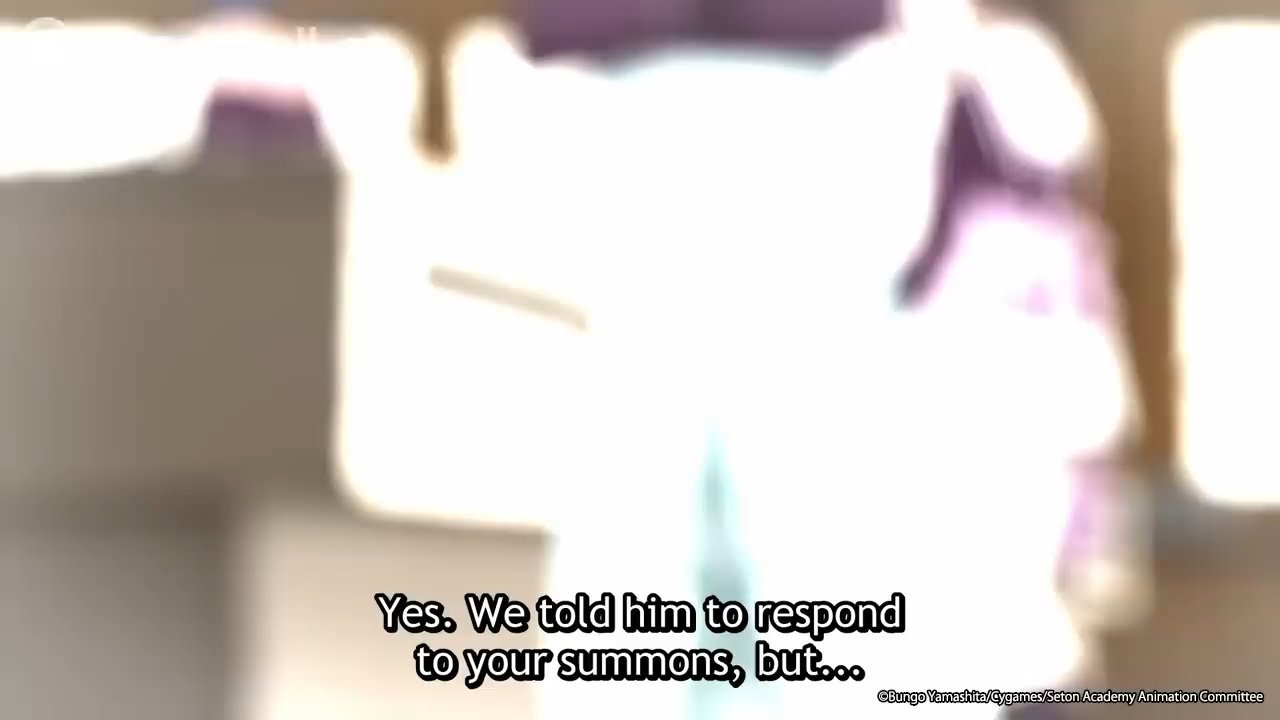 Yes. We told him to respond
to your summons, but...
©Bungo Yamashita/Cygames/Seton Academy Animation Committee